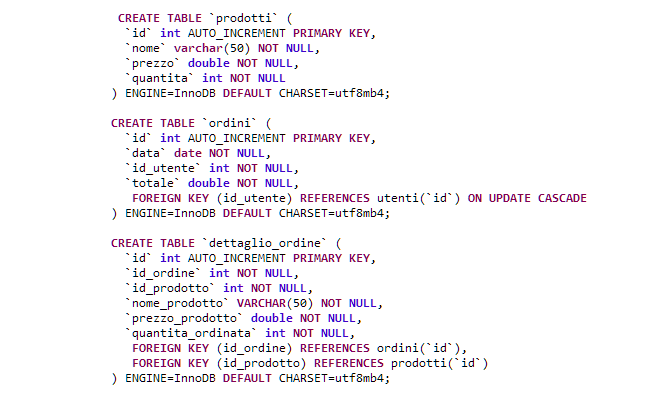 CREATE TABLE `prodotti` (
`id` int AUTO_INCREMENT PRIMARY KEY,
`nome` varchar(50) NOT NULL,
`prezzo` double NOT NULL,
`quantita` int NOT NULL
) ENGINE=InnoDB DEFAULT CHARSET=utf8mb4;
CREATE TABLE `ordini` (
`id` int AUTO_INCREMENT PRIMARY KEY,
`data` date NOT NULL,
`id_utente` int NOT NULL,
`totale` double NOT NULL,
FOREIGN KEY (id_utente) REFERENCES utenti(`id`) ON UPDATE CASCADE
) ENGINE=InnoDB DEFAULT CHARSET=utf8mb4;
CREATE TABLE `dettaglio_ordine` (
`id` int AUTO_INCREMENT PRIMARY KEY,
`id_ordine` int NOT NULL,
`id_prodotto` int NOT NULL,
`nome_prodotto` VARCHAR(50) NOT NULL,
`prezzo_prodotto` double NOT NULL,
`quantita_ordinata` int NOT NULL,
FOREIGN KEY (id_ordine) REFERENCES ordini(`id`),
FOREIGN KEY (id_prodotto) REFERENCES prodotti(`id`)
) ENGINE=InnoDB DEFAULT CHARSET=utf8mb4;